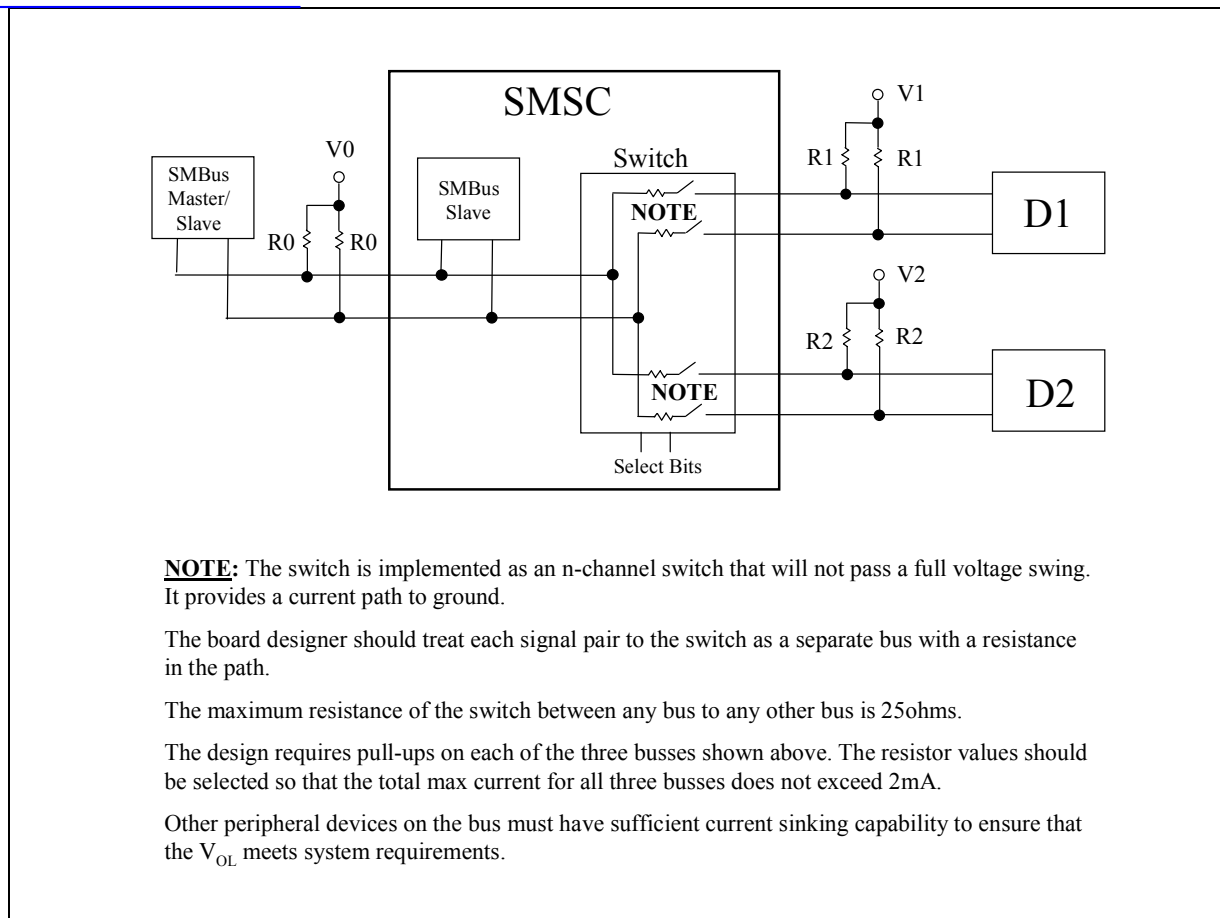 SMSC
V1
V0
Switch
R1
R1
SMBus
Master/
Slave
SMBus
Slave
NOTE
D1
R0
R0
V2
R2
R2
NOTE
D2
Select Bits
NOTE: The switch is implemented as an n-channel switch that will not pass a full voltage swing.
It provides a current path to ground.
The board designer should treat each signal pair to the switch as a separate bus with a resistance
in the path.
The maximum resistance of the switch between any bus to any other bus is 25ohms.
The design requires pull-ups on each of the three busses shown above. The resistor values should
be selected so that the total max current for all three busses does not exceed 2mA.
Other peripheral devices on the bus must have sufficient current sinking capability to ensure that
the VOL meets system requirements.